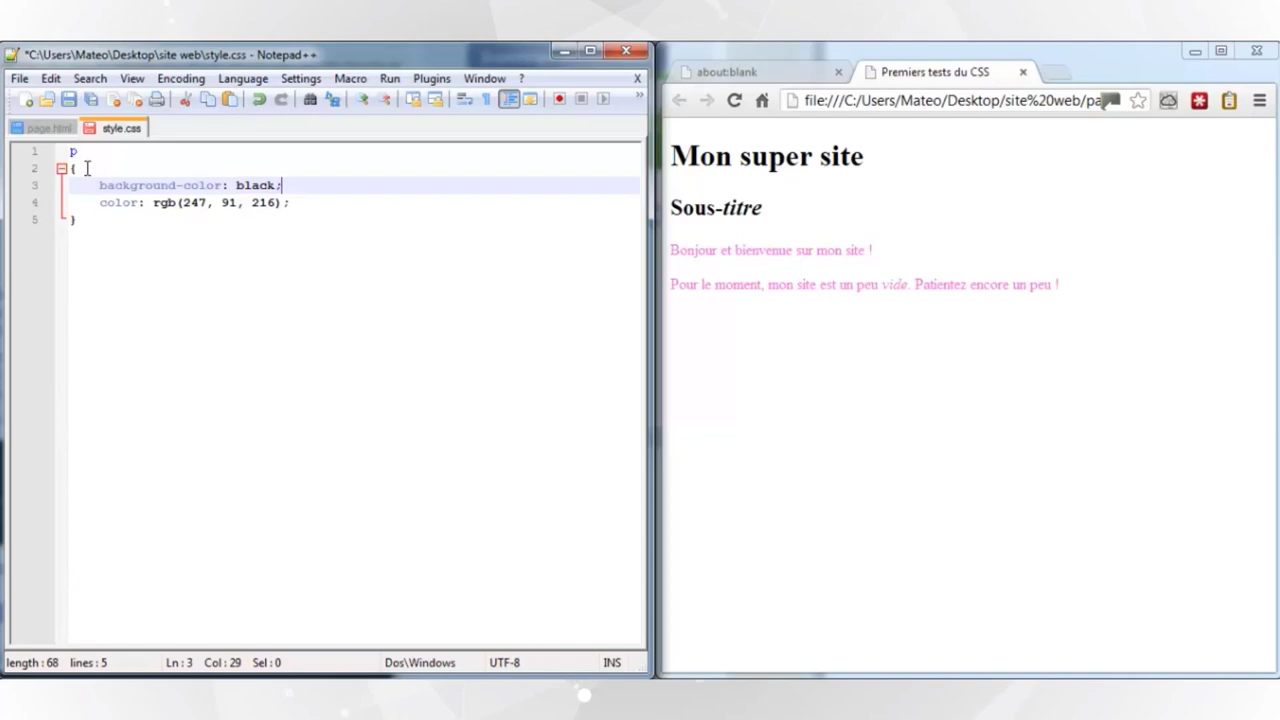 *C:\Users\Mateo\Desktop\site web\style.css - Notepad++
File Edit Search View Encoding Language Settings Macro Run Plugins Window ? X
page.html style.css
1 p
2 {
3 background-color: black;
4 color: rgb(247, 91, 216);
5 }
length : 68 lines : 5 Ln : 3 Col : 29 Sel : 0 Dos\Windows UTF-8 INS
about:blank Premiers tests du CSS
file:///C:/Users/Mateo/Desktop/site%20web/pa
Mon super site
Sous-titre
Bonjour et bienvenue sur mon site !
Pour le moment, mon site est un peu vide. Patientez encore un peu !